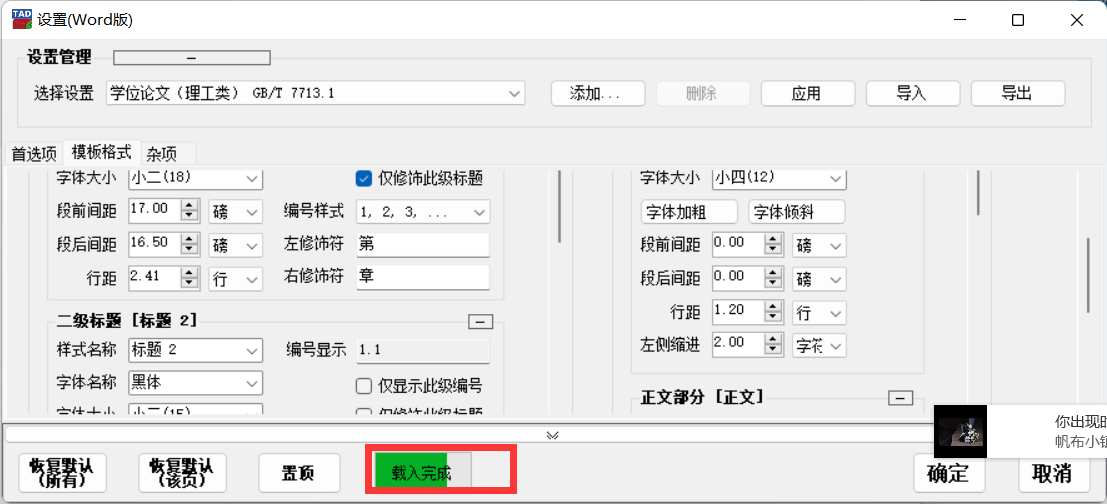 TAD 设置(Word版)
设置管理 —
选择设置 学位论文（理工类） GB/T 7713.1 添加... 删除 应用 导入 导出
首选项 模板格式 杂项
字体大小 小二(18) 仅修饰此级标题
段前间距 17.00 磅 编号样式 1, 2, 3, ...
段后间距 16.50 磅 左修饰符 第
行距 2.41 行 右修饰符 章
二级标题 [标题 2] —
样式名称 标题 2 编号显示 1.1
字体名称 黑体 仅显示此级编号
字体大小 小二(15) 仅修饰此级标题
字体大小 小四(12)
字体加粗 字体倾斜
段前间距 0.00 磅
段后间距 0.00 磅
行距 1.20 行
左侧缩进 2.00 字符
正文部分 [正文] —
你出现的
帆布小镇
恢复默认
(所有)
恢复默认
(该页)
置顶
载入完成
确定
取消